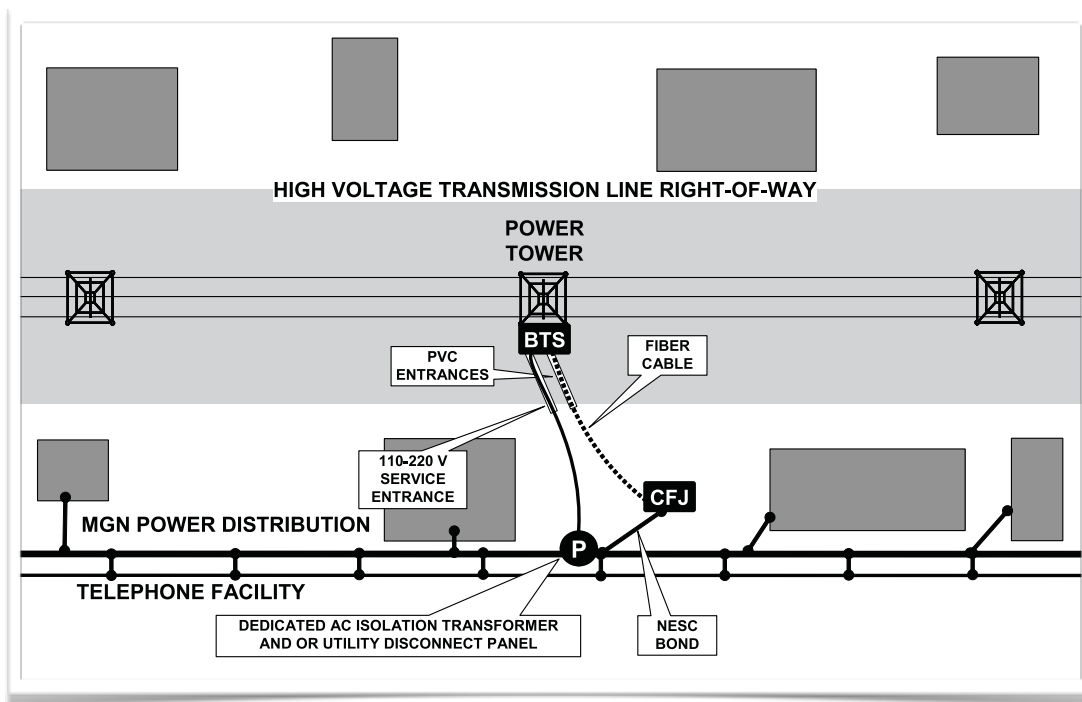 HIGH VOLTAGE TRANSMISSION LINE RIGHT-OF-WAY
POWER
TOWER
BTS
PVC
ENTRANCES
FIBER
CABLE
110-220 V
SERVICE
ENTRANCE
CFJ
MGN POWER DISTRIBUTION
P
TELEPHONE FACILITY
DEDICATED AC ISOLATION TRANSFORMER
AND OR UTILITY DISCONNECT PANEL
NESC
BOND